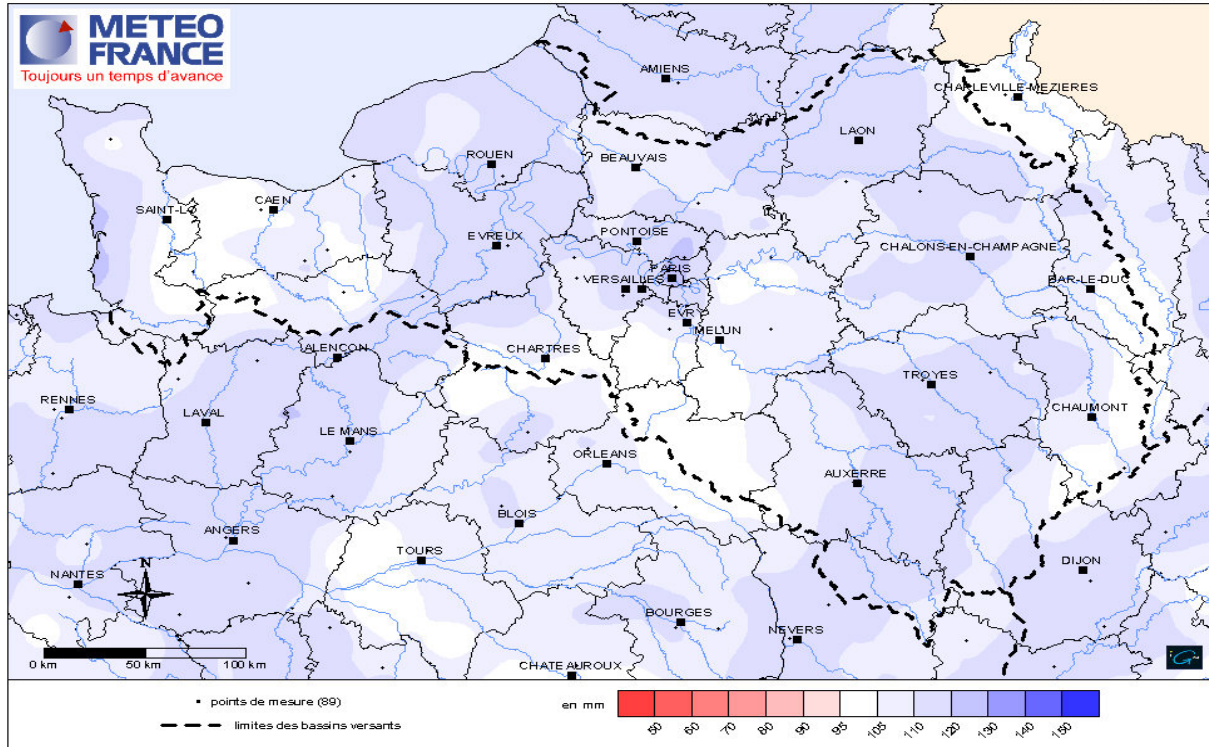 METEO
FRANCE
Toujours un temps d'avance
AMIENS
CHARLEVILLE-MEZIERES
LAON
ROUEN
BEAUVAIS
SAINT-LO
CAEN
EVREUX
PONTOISE
CHALONS-EN-CHAMPAGNE
PARIS
VERSAILLES
BAR-LE-DUC
EVRY
MELUN
ALENCON
CHARTRES
TROYES
RENNES
LAVAL
CHAUMONT
LE MANS
ORLEANS
AUXERRE
BLOIS
ANGERS
TOURS
DIJON
N
NANTES
BOURGES
NEVERS
CHATEAUROUX
0 km 50 km 100 km
points de mesure (89)
limites des bassins versants
en mm
50 60 70 80 90 95 105 110 120 130 140 150